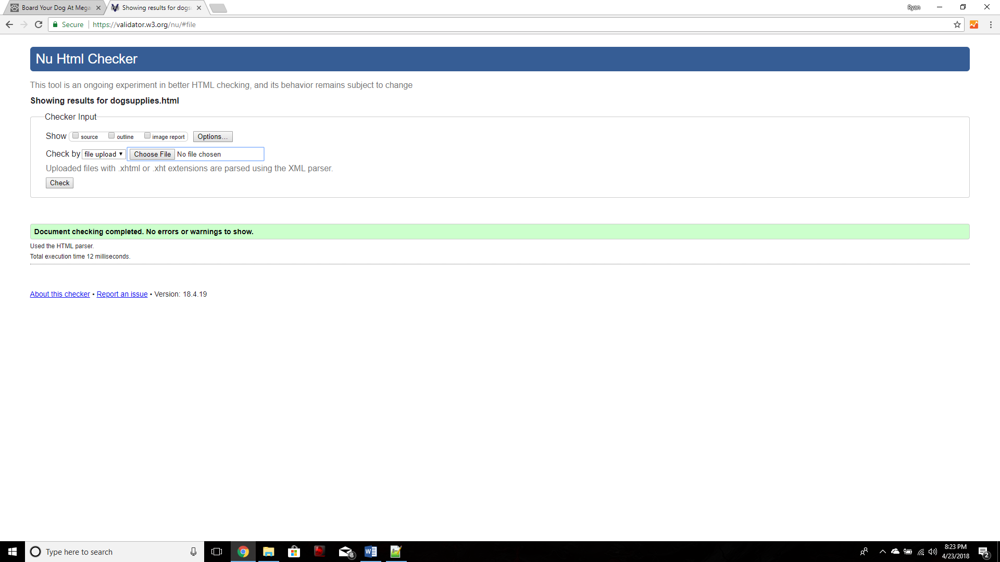 Board Your Dog At Mega
Showing results for dogsu
Ryan
Secure
https://validator.w3.org/nu/#file
Nu Html Checker
This tool is an ongoing experiment in better HTML checking, and its behavior remains subject to change
Showing results for dogsupplies.html
Checker Input
Show source outline image report Options...
Check by file upload Choose File No file chosen
Uploaded files with .xhtml or .xht extensions are parsed using the XML parser.
Check
Document checking completed. No errors or warnings to show.
Used the HTML parser.
Total execution time 12 milliseconds.
About this checker • Report an issue • Version: 18.4.19
Type here to search
8
8:23 PM
4/23/2018
2